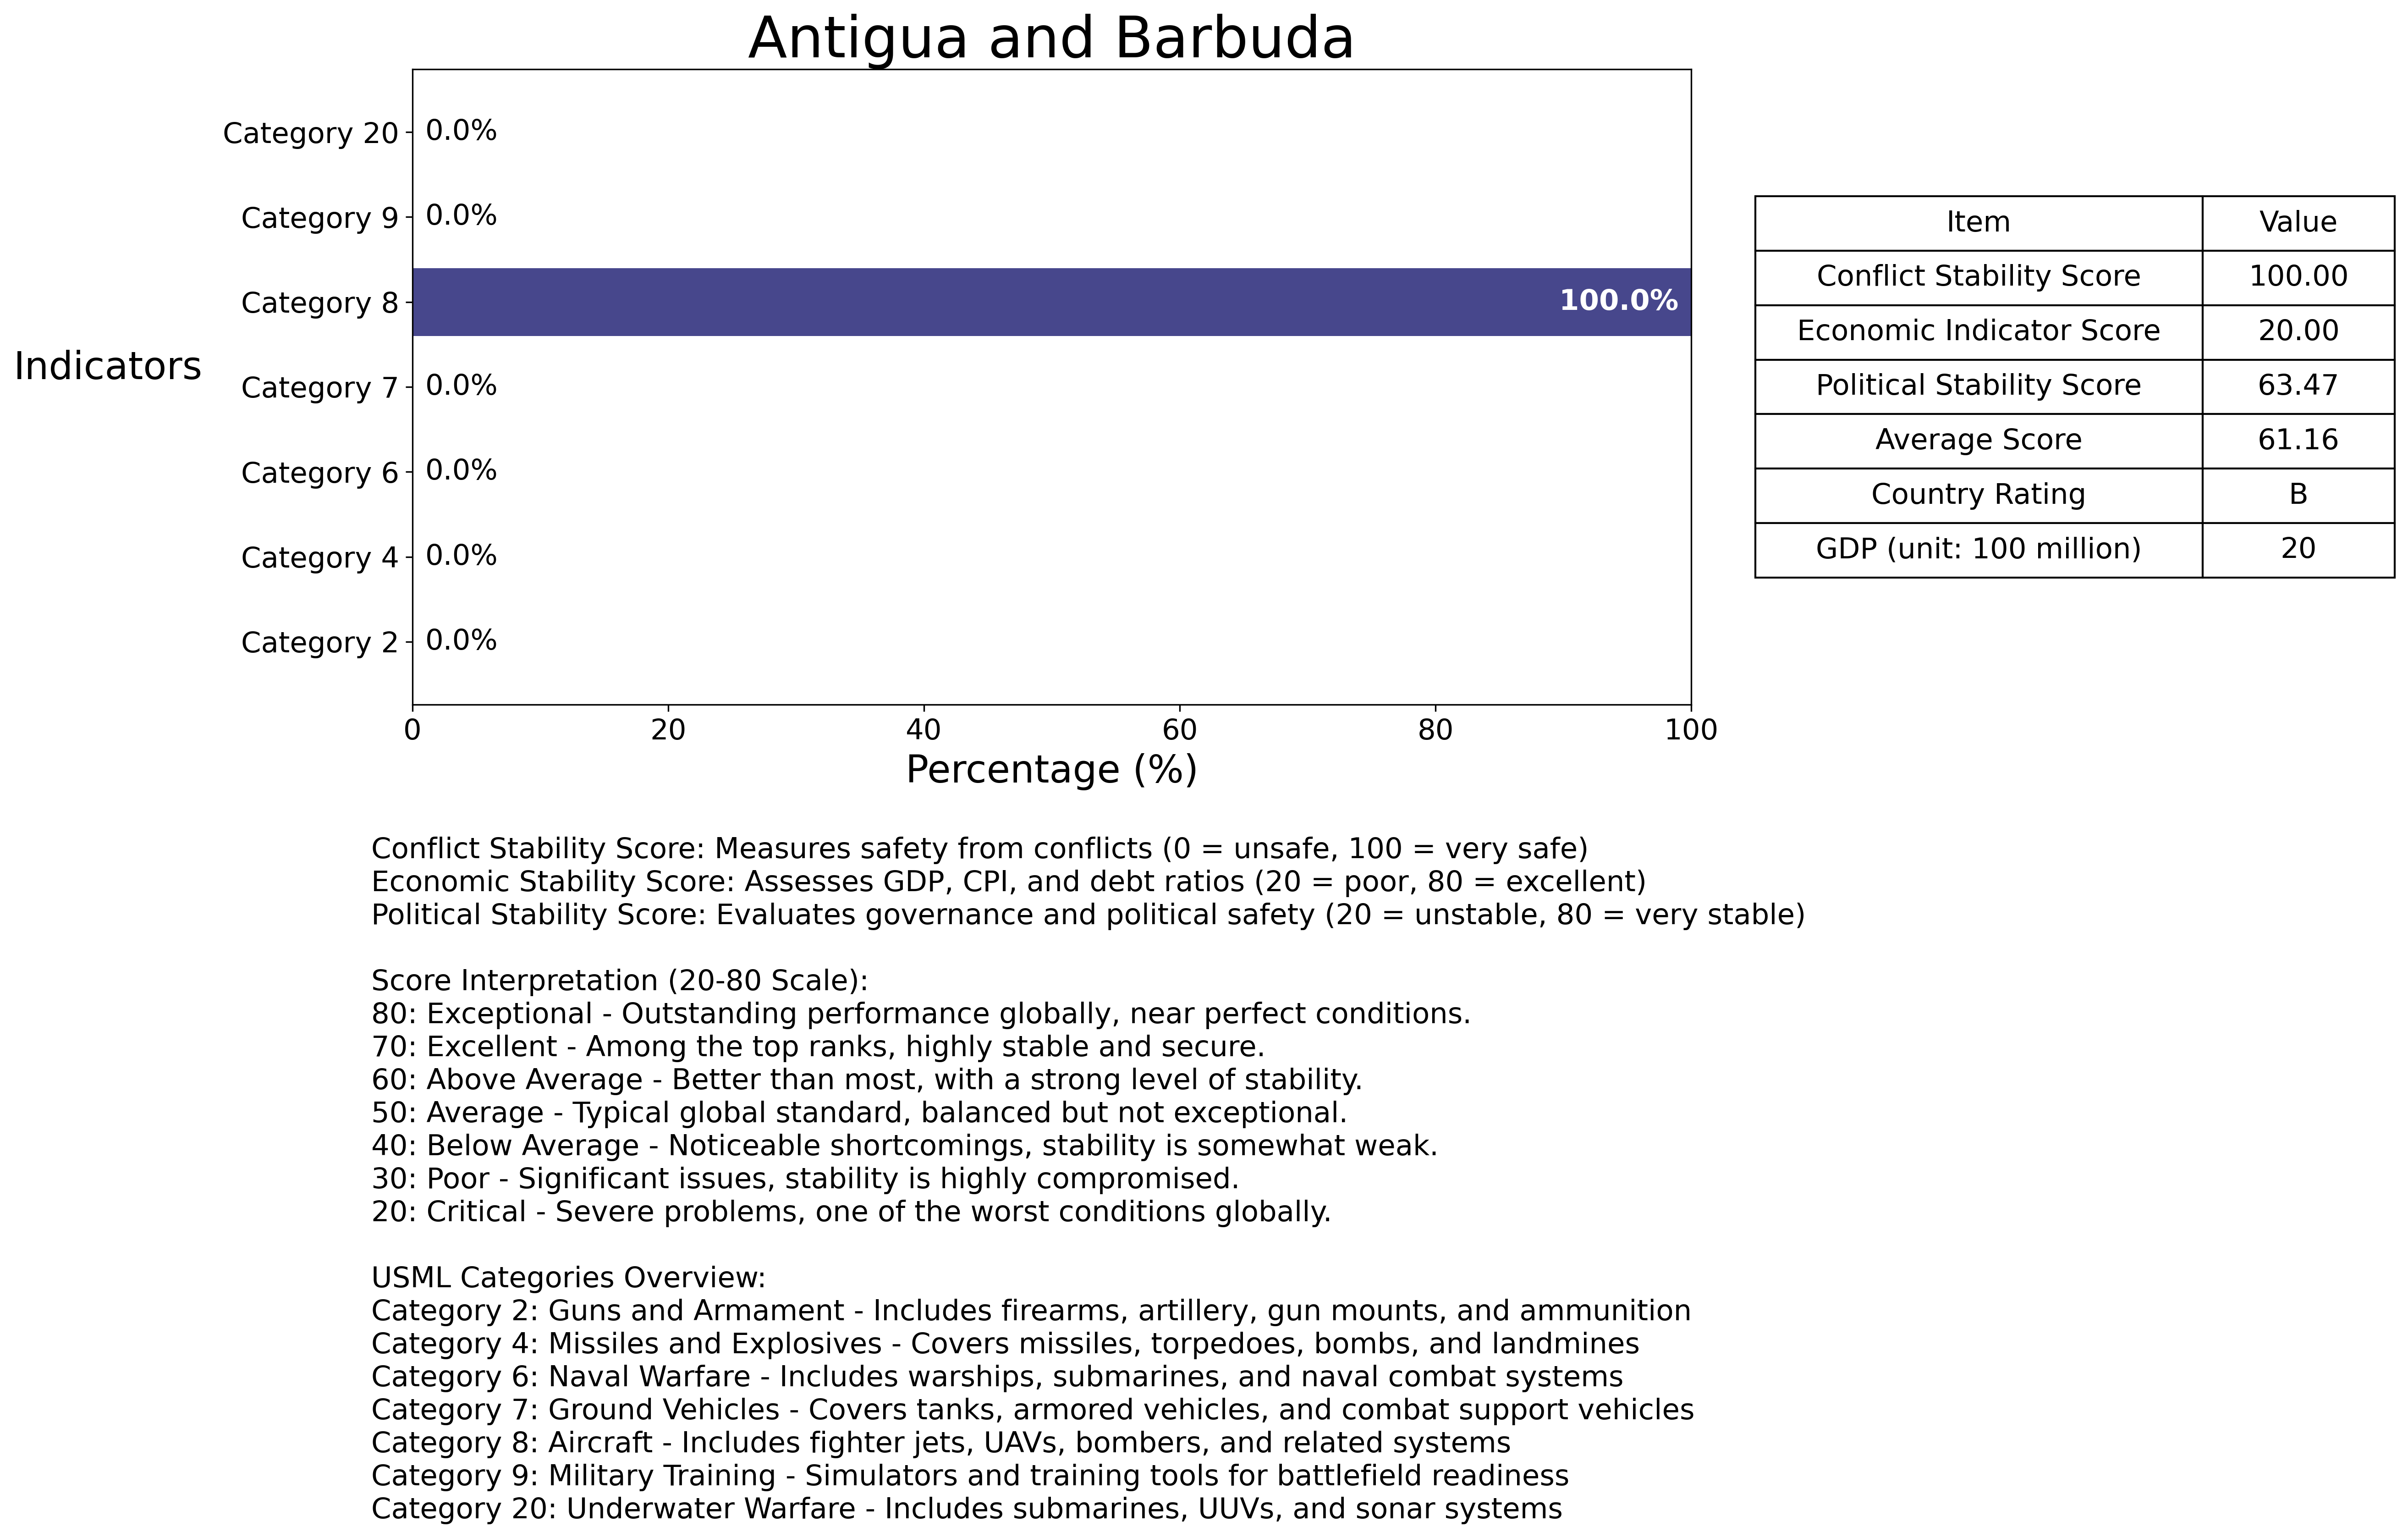 Antigua and Barbuda
Indicators
Category 20
0.0%
Category 9
0.0%
Category 8
100.0%
Category 7
0.0%
Category 6
0.0%
Category 4
0.0%
Category 2
0.0%
0 20 40 60 80 100
Percentage (%)
Item Value
Conflict Stability Score 100.00
Economic Indicator Score 20.00
Political Stability Score 63.47
Average Score 61.16
Country Rating B
GDP (unit: 100 million) 20
Conflict Stability Score: Measures safety from conflicts (0 = unsafe, 100 = very safe)
Economic Stability Score: Assesses GDP, CPI, and debt ratios (20 = poor, 80 = excellent)
Political Stability Score: Evaluates governance and political safety (20 = unstable, 80 = very stable)
Score Interpretation (20-80 Scale):
80: Exceptional - Outstanding performance globally, near perfect conditions.
70: Excellent - Among the top ranks, highly stable and secure.
60: Above Average - Better than most, with a strong level of stability.
50: Average - Typical global standard, balanced but not exceptional.
40: Below Average - Noticeable shortcomings, stability is somewhat weak.
30: Poor - Significant issues, stability is highly compromised.
20: Critical - Severe problems, one of the worst conditions globally.
USML Categories Overview:
Category 2: Guns and Armament - Includes firearms, artillery, gun mounts, and ammunition
Category 4: Missiles and Explosives - Covers missiles, torpedoes, bombs, and landmines
Category 6: Naval Warfare - Includes warships, submarines, and naval combat systems
Category 7: Ground Vehicles - Covers tanks, armored vehicles, and combat support vehicles
Category 8: Aircraft - Includes fighter jets, UAVs, bombers, and related systems
Category 9: Military Training - Simulators and training tools for battlefield readiness
Category 20: Underwater Warfare - Includes submarines, UUVs, and sonar systems